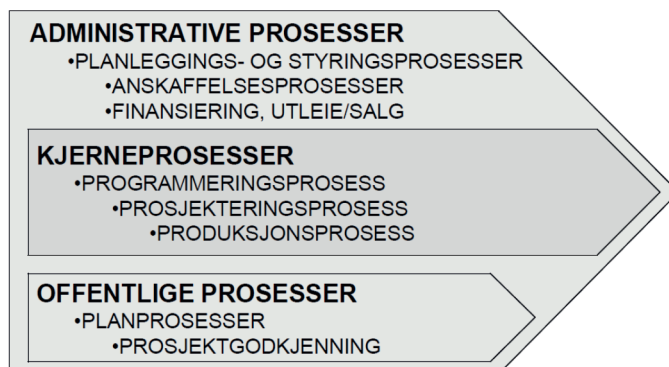 ADMINISTRATIVE PROSESSER
•PLANLEGGINGS- OG STYRINGSPROSESSER
•ANSKAFFELSESPROSESSER
•FINANSIERING, UTLEIE/SALG
KJERNEPROSESSER
•PROGRAMMERINGSPROSESS
•PROSJEKTERINGSPROSESS
•PRODUKSJONSPROSESS
OFFENTLIGE PROSESSER
•PLANPROSESSER
•PROSJEKTGODKJENNING